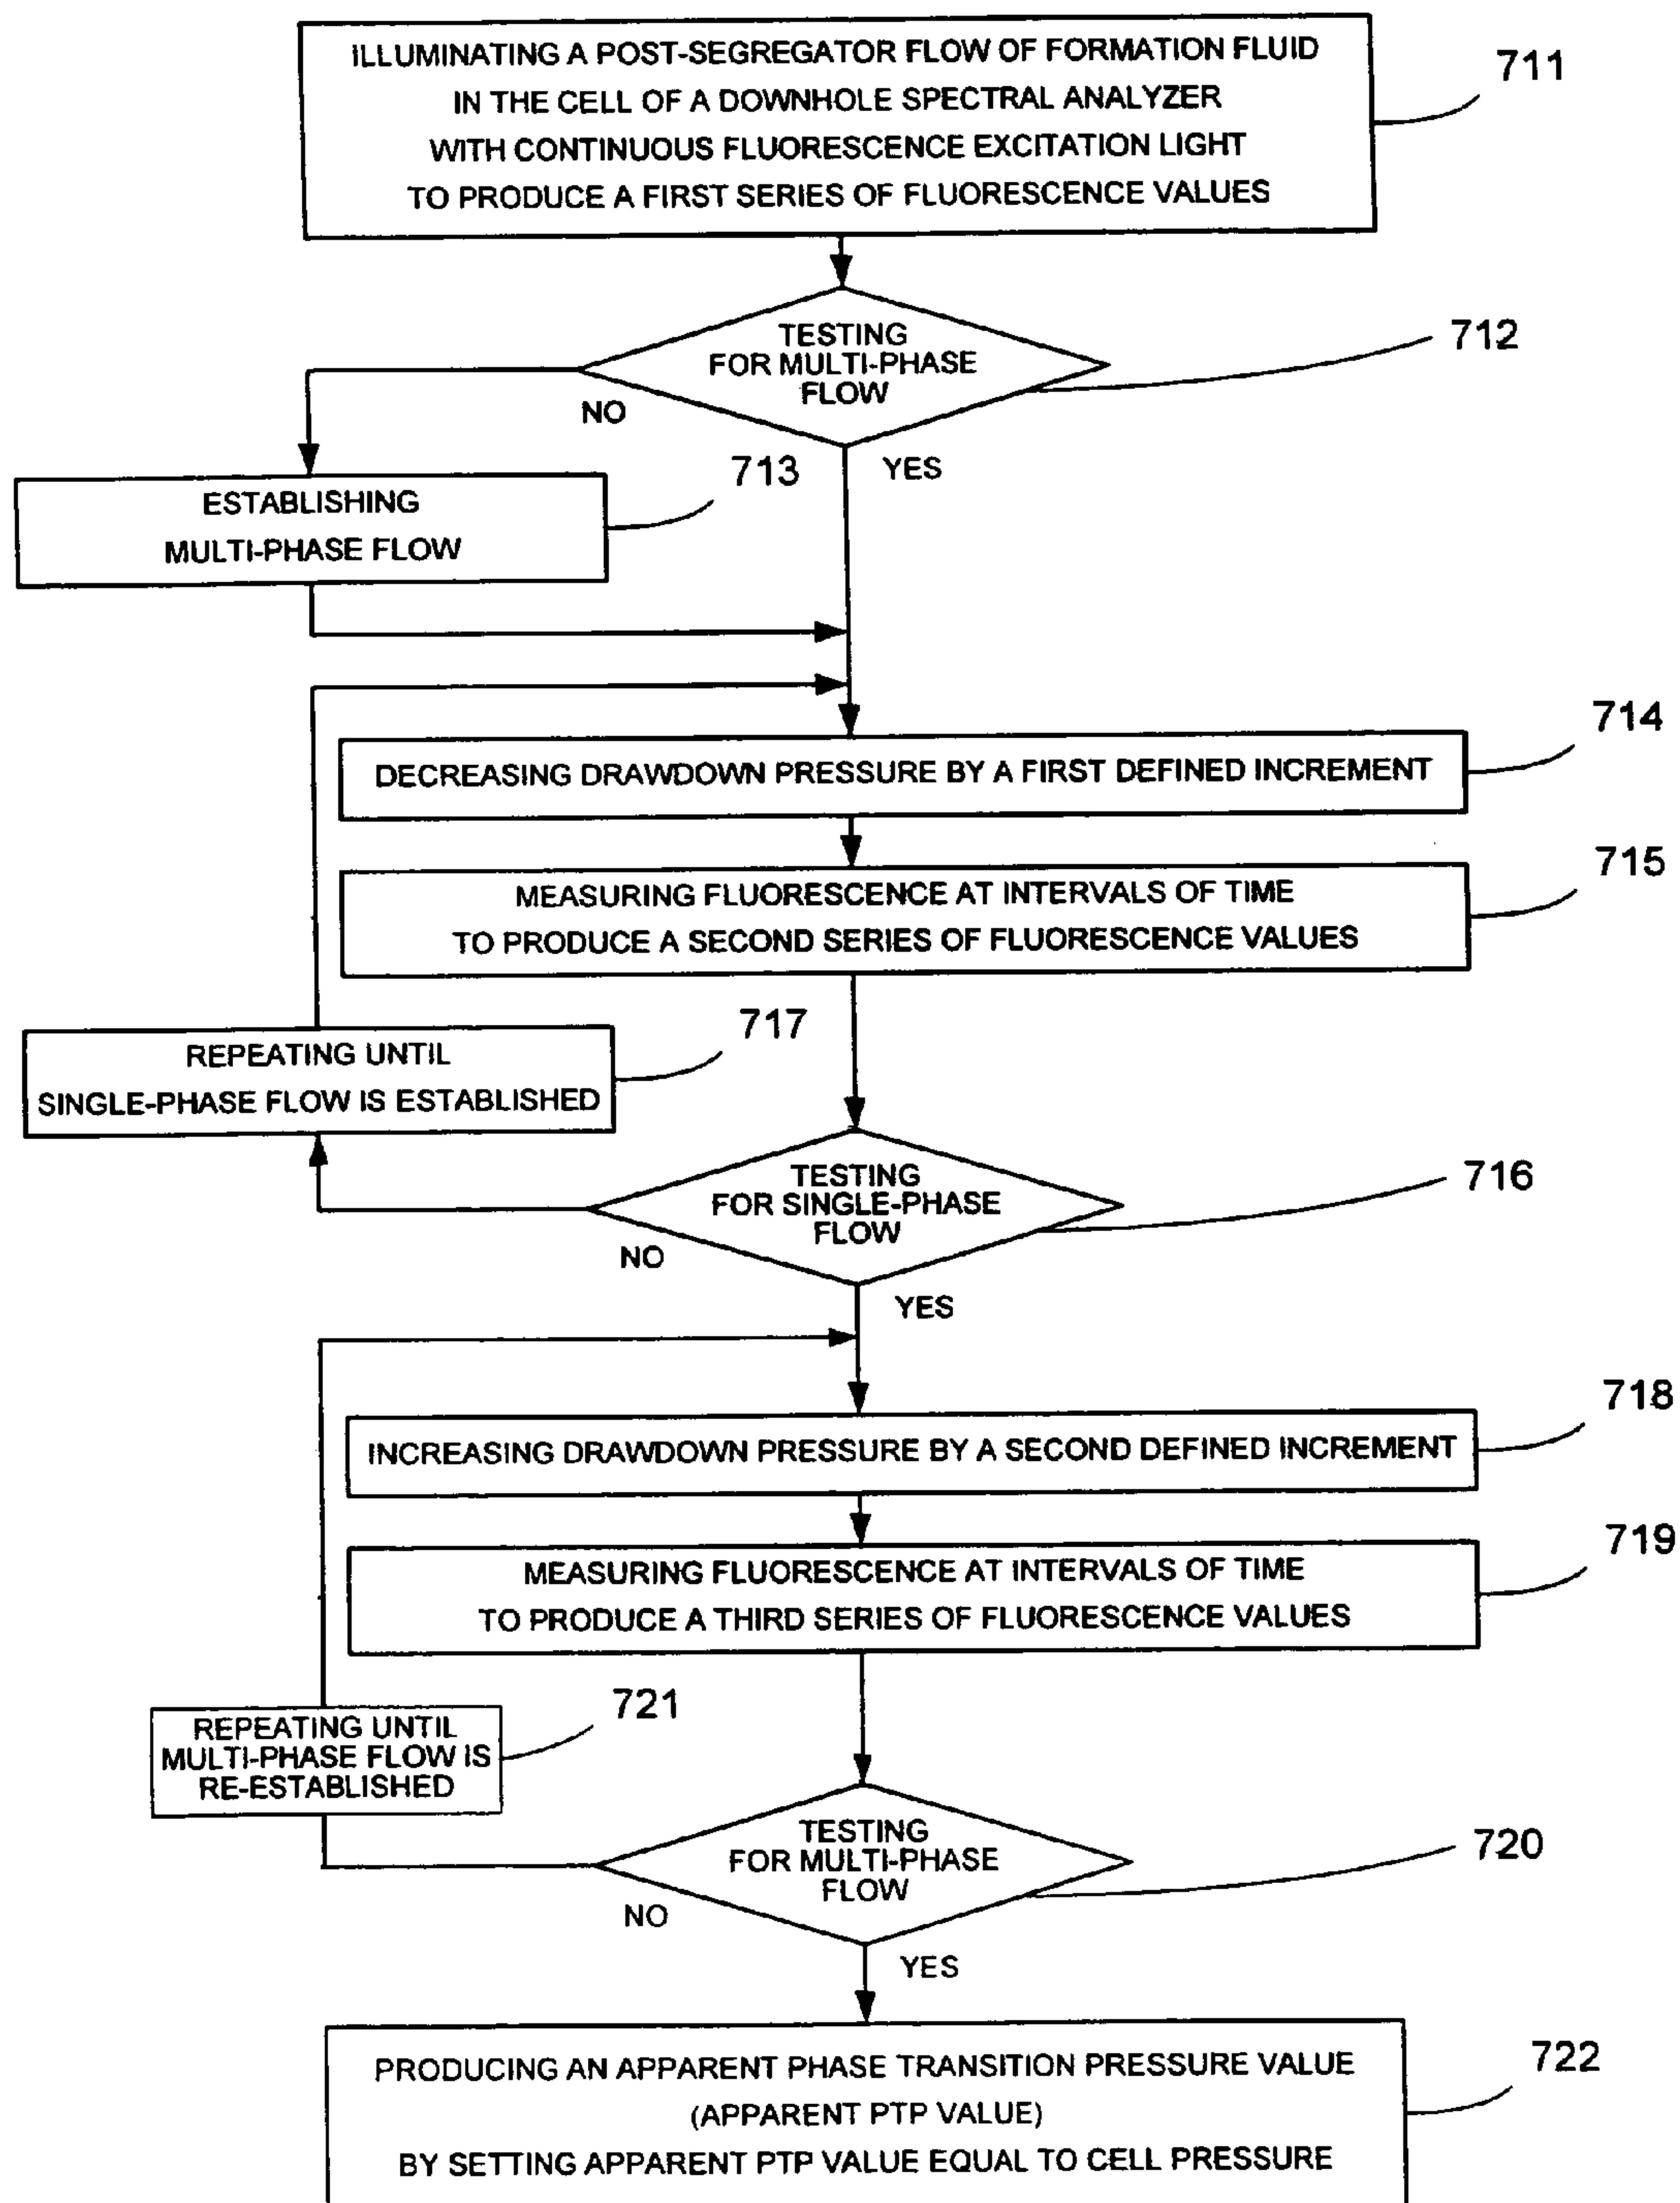 ILLUMINATING A POST-SEGREGATOR FLOW OF FORMATION FLUID
IN THE CELL OF A DOWNHOLE SPECTRAL ANALYZER
WITH CONTINUOUS FLUORESCENCE EXCITATION LIGHT
TO PRODUCE A FIRST SERIES OF FLUORESCENCE VALUES
711
TESTING
FOR MULTI-PHASE
FLOW
712
NO
YES
ESTABLISHING
MULTI-PHASE FLOW
713
714
DECREASING DRAWDOWN PRESSURE BY A FIRST DEFINED INCREMENT
715
MEASURING FLUORESCENCE AT INTERVALS OF TIME
TO PRODUCE A SECOND SERIES OF FLUORESCENCE VALUES
717
REPEATING UNTIL
SINGLE-PHASE FLOW IS ESTABLISHED
TESTING
FOR SINGLE-PHASE
FLOW
716
NO
YES
718
INCREASING DRAWDOWN PRESSURE BY A SECOND DEFINED INCREMENT
719
MEASURING FLUORESCENCE AT INTERVALS OF TIME
TO PRODUCE A THIRD SERIES OF FLUORESCENCE VALUES
721
REPEATING UNTIL
MULTI-PHASE FLOW IS
RE-ESTABLISHED
TESTING
FOR MULTI-PHASE
FLOW
720
NO
YES
PRODUCING AN APPARENT PHASE TRANSITION PRESSURE VALUE
(APPARENT PTP VALUE)
BY SETTING APPARENT PTP VALUE EQUAL TO CELL PRESSURE
722